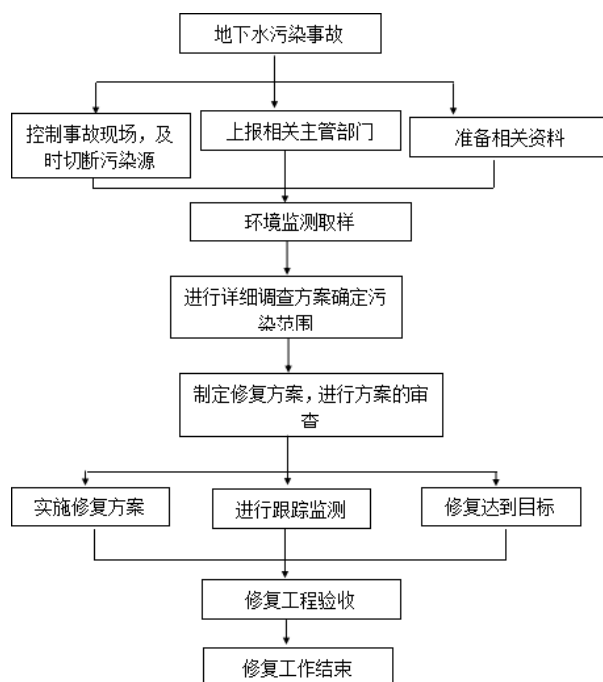 地下水污染事故
控制事故现场，及
时切断污染源
上报相关主管部门
准备相关资料
环境监测取样
进行详细调查方案确定污
染范围
制定修复方案，进行方案的审
查
实施修复方案
进行跟踪监测
修复达到目标
修复工程验收
修复工作结束